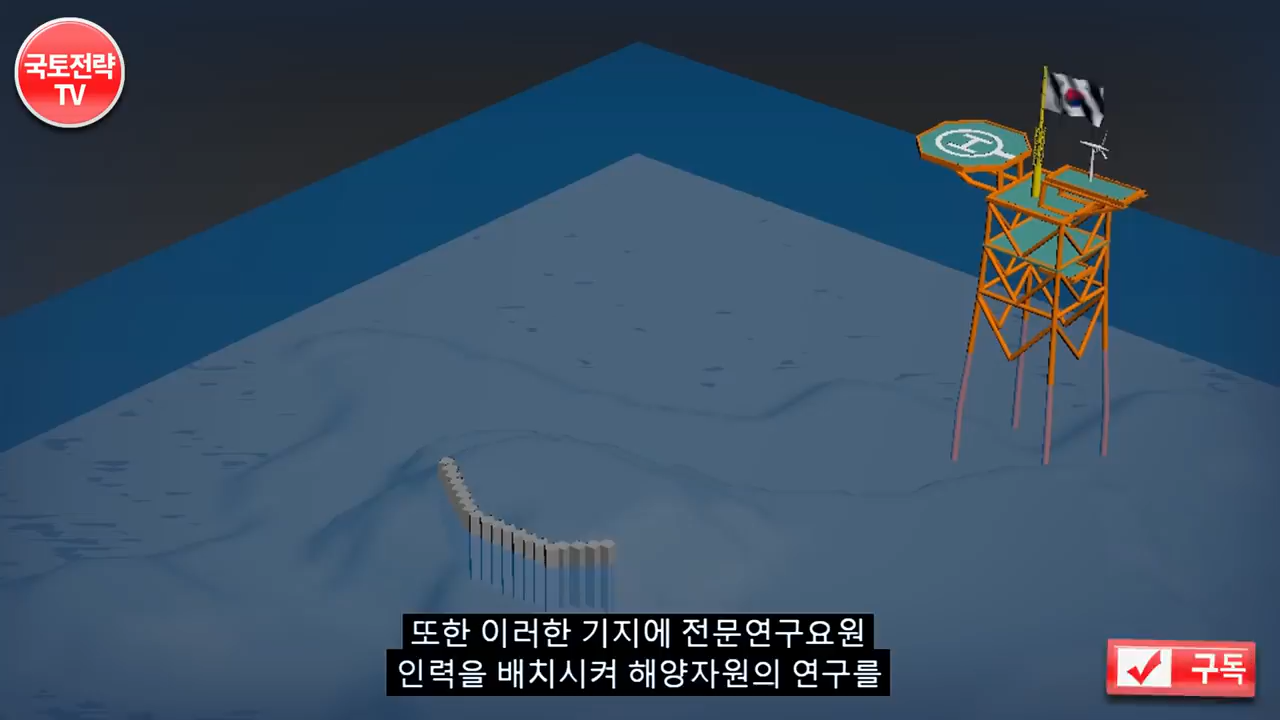 국토전략
TV
H
또한 이러한 기지에 전문연구요원
인력을 배치시켜 해양자원의 연구를
구독